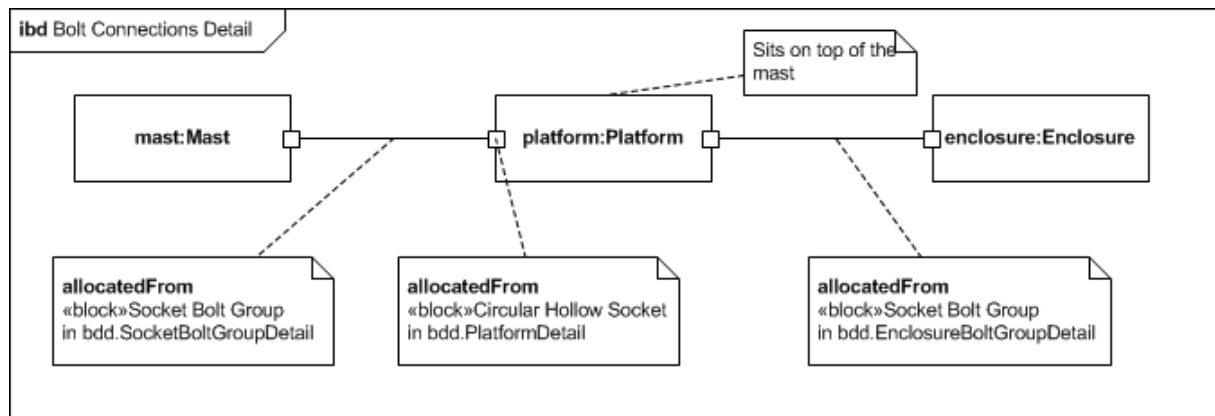 ibd Bolt Connections Detail
Sits on top of the
mast
mast:Mast
platform:Platform
enclosure:Enclosure
allocatedFrom
«block»Socket Bolt Group
in bdd.SocketBoltGroupDetail
allocatedFrom
«block»Circular Hollow Socket
in bdd.PlatformDetail
allocatedFrom
«block»Socket Bolt Group
in bdd.EnclosureBoltGroupDetail